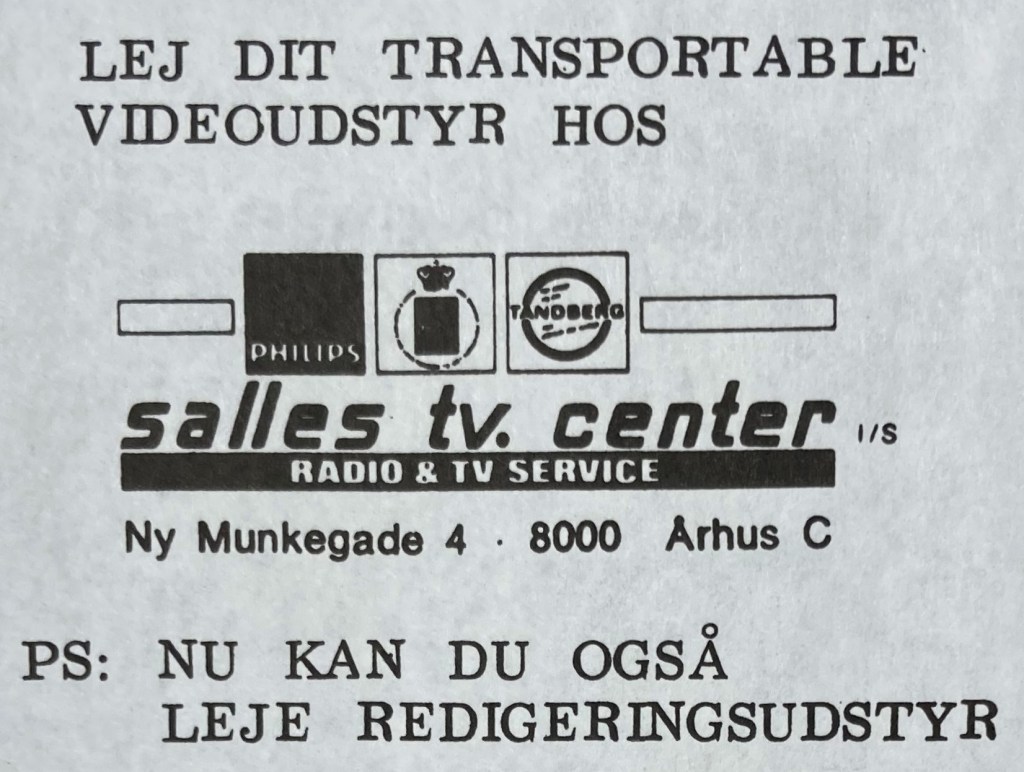 LEJ DIT TRANSPORTABLE
VIDEOUDSTYR HOS
PHILIPS
TANDBERG
salles tv. center I/S
RADIO & TV SERVICE
Ny Munkegade 4 · 8000 Århus C
PS: NU KAN DU OGSÅ
LEJE REDIGERINGSUDSTYR